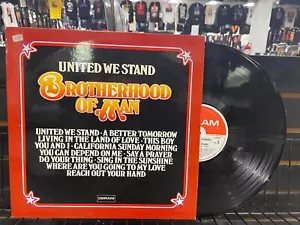 UNITED WE STAND
BROTHERHOOD
OF MAN
UNITED WE STAND · A BETTER TOMORROW
LIVING IN THE LAND OF LOVE · THIS BOY
YOU AND I · CALIFORNIA SUNDAY MORNING
YOU CAN DEPEND ON ME · SAY A PRAYER
DO YOUR THING · SING IN THE SUNSHINE
WHERE ARE YOU GOING TO MY LOVE
REACH OUT YOUR HAND
DERAM
DERAM